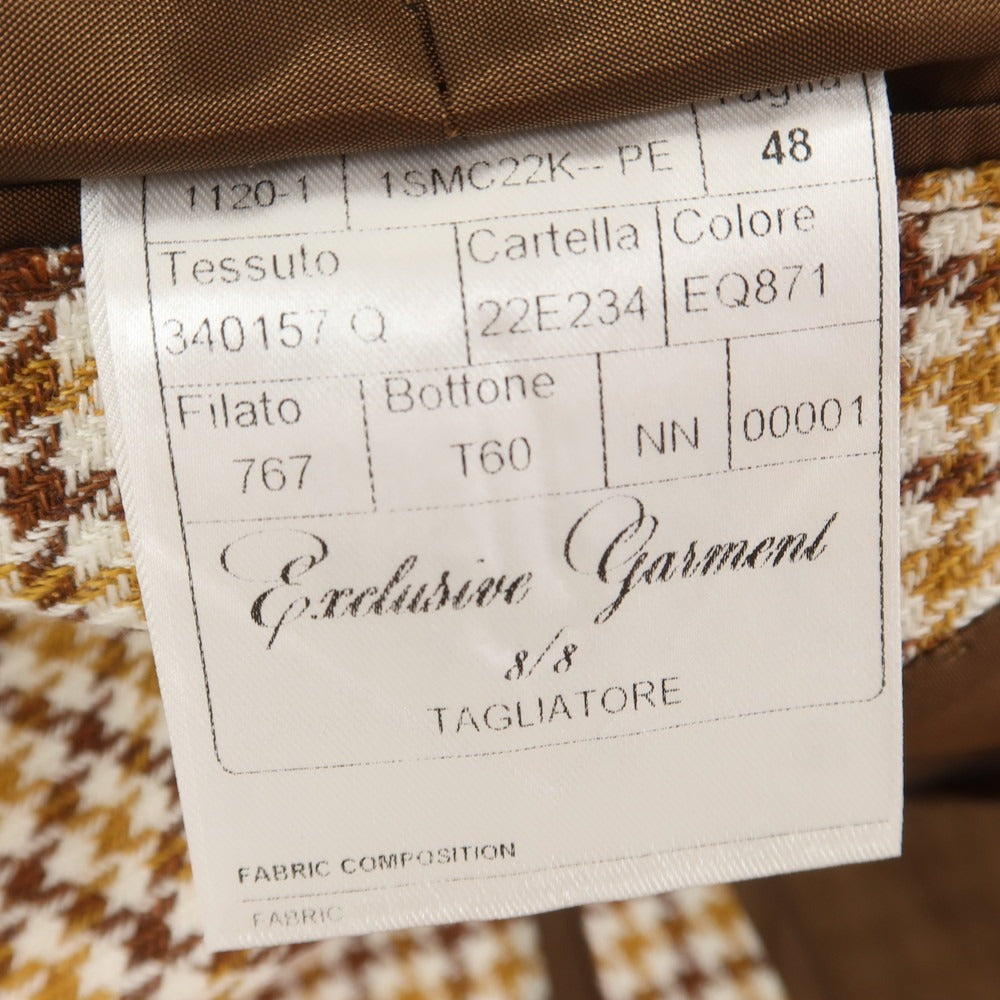 Taglia
1120-1 1SMC22K-- PE 48
Tessuto Cartella Colore
340157 Q 22E234 EQ871
Filato Bottone
767 T60 NN 00001
Exclusive Garment
8/8
TAGLIATORE
FABRIC COMPOSITION
FABRIC